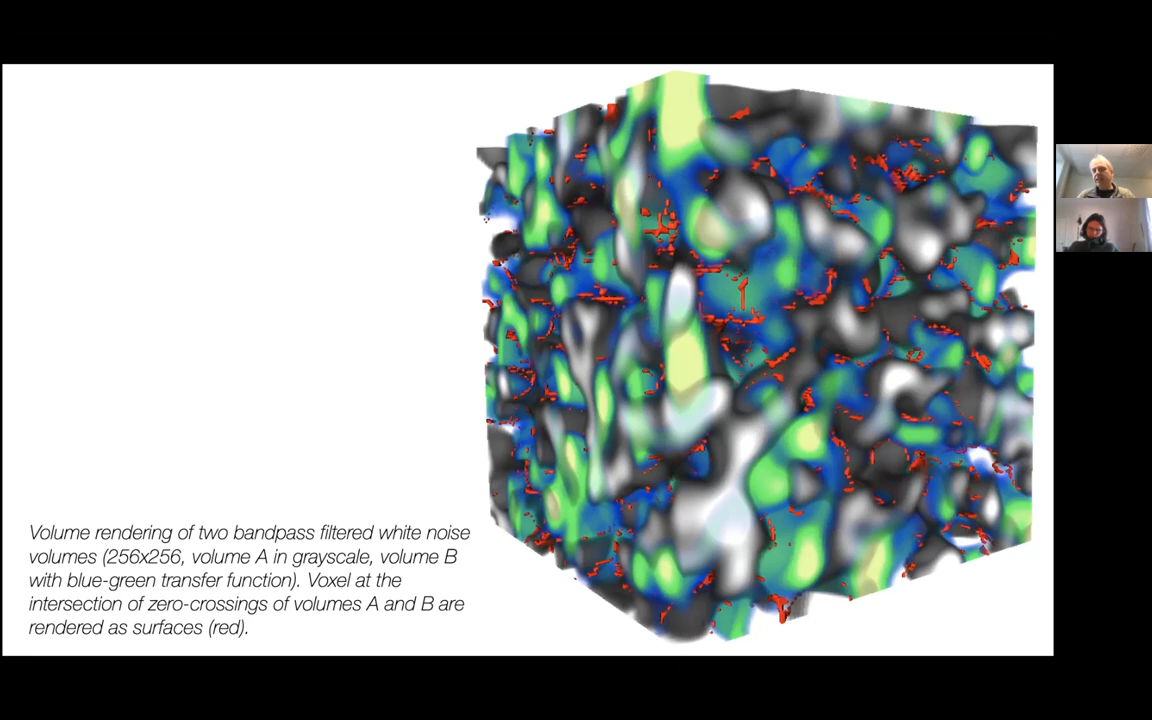 Volume rendering of two bandpass filtered white noise
volumes (256x256, volume A in grayscale, volume B
with blue-green transfer function). Voxel at the
intersection of zero-crossings of volumes A and B are
rendered as surfaces (red).